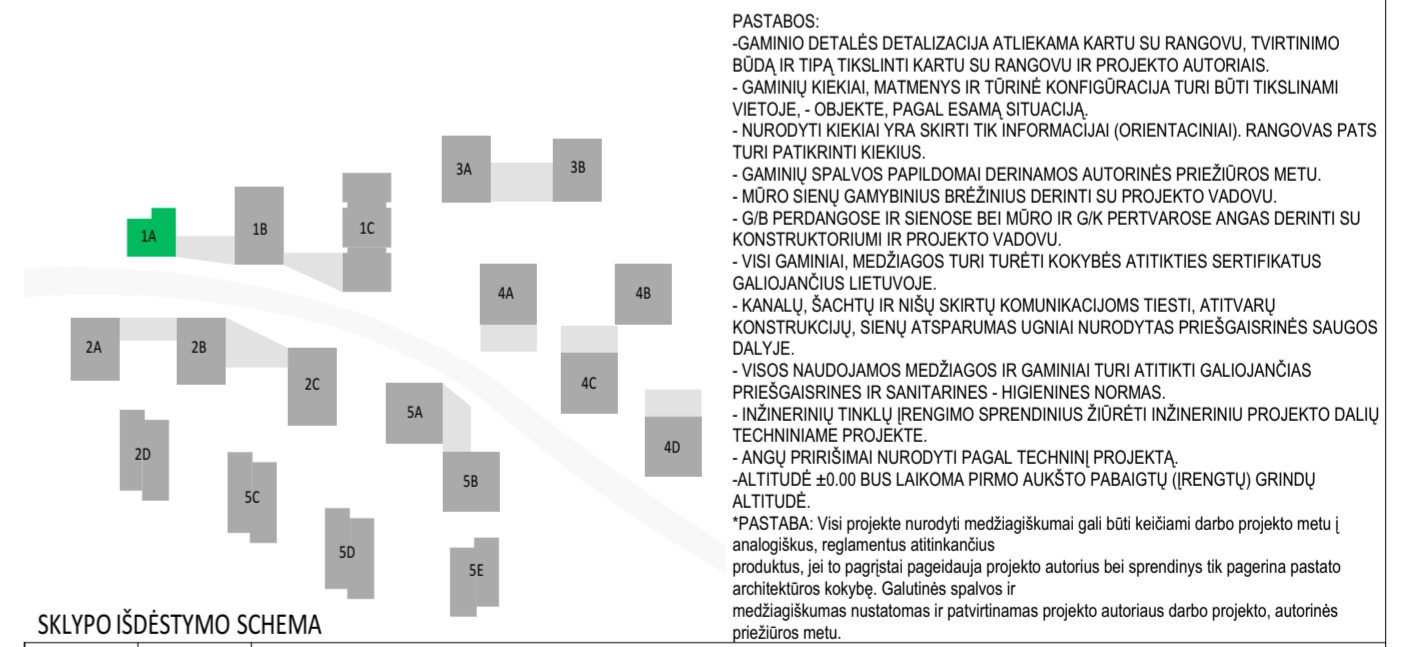 3A
3B
1A
1B
1C
4A
4B
2A
2B
2C
4C
5A
2D
4D
5C
5B
5D
5E
SKLYPO IŠDĖSTYMO SCHEMA
PASTABOS:
-GAMINIO DETALĖS DETALIZACIJA ATLIEKAMA KARTU SU RANGOVU, TVIRTINIMO
BŪDĄ IR TIPĄ TIKSLINTI KARTU SU RANGOVU IR PROJEKTO AUTORIAIS.
- GAMINIŲ KIEKIAI, MATMENYS IR TŪRINĖ KONFIGŪRACIJA TURI BŪTI TIKSLINAMI
VIETOJE, - OBJEKTE, PAGAL ESAMĄ SITUACIJĄ.
- NURODYTI KIEKIAI YRA SKIRTI TIK INFORMACIJAI (ORIENTACINIAI). RANGOVAS PATS
TURI PATIKRINTI KIEKIUS.
- GAMINIŲ SPALVOS PAPILDOMAI DERINAMOS AUTORINĖS PRIEŽIŪROS METU.
- MŪRO SIENŲ GAMYBINIUS BRĖŽINIUS DERINTI SU PROJEKTO VADOVU.
- G/B PERDANGOSE IR SIENOSE BEI MŪRO IR G/K PERTVAROSE ANGAS DERINTI SU
KONSTRUKTORIUMI IR PROJEKTO VADOVU.
- VISI GAMINIAI, MEDŽIAGOS TURI TURĖTI KOKYBĖS ATITIKTIES SERTIFIKATUS
GALIOJANČIUS LIETUVOJE.
- KANALŲ, ŠACHTŲ IR NIŠŲ SKIRTŲ KOMUNIKACIJOMS TIESTI, ATITVARŲ
KONSTRUKCIJŲ, SIENŲ ATSPARUMAS UGNIAI NURODYTAS PRIEŠGAISRINĖS SAUGOS
DALYJE.
- VISOS NAUDOJAMOS MEDŽIAGOS IR GAMINIAI TURI ATITIKTI GALIOJANČIAS
PRIEŠGAISRINES IR SANITARINES - HIGIENINES NORMAS.
- INŽINERINIŲ TINKLŲ ĮRENGIMO SPRENDINIUS ŽIŪRĖTI INŽINERINIU PROJEKTO DALIŲ
TECHNINIAME PROJEKTE.
- ANGŲ PRIRIŠIMAI NURODYTI PAGAL TECHNINĮ PROJEKTĄ.
-ALTITUDĖ ±0.00 BUS LAIKOMA PIRMO AUKŠTO PABAIGTŲ (ĮRENGTŲ) GRINDŲ
ALTITUDĖ.
*PASTABA: Visi projekte nurodyti medžiagiškumai gali būti keičiami darbo projekto metu į
analogiškus, reglamentus atitinkančius
produktus, jei to pagrįstai pageidauja projekto autorius bei sprendinys tik pagerina pastato
architektūros kokybę. Galutinės spalvos ir
medžiagiškumas nustatomas ir patvirtinamas projekto autoriaus darbo projekto, autorinės
priežiūros metu.